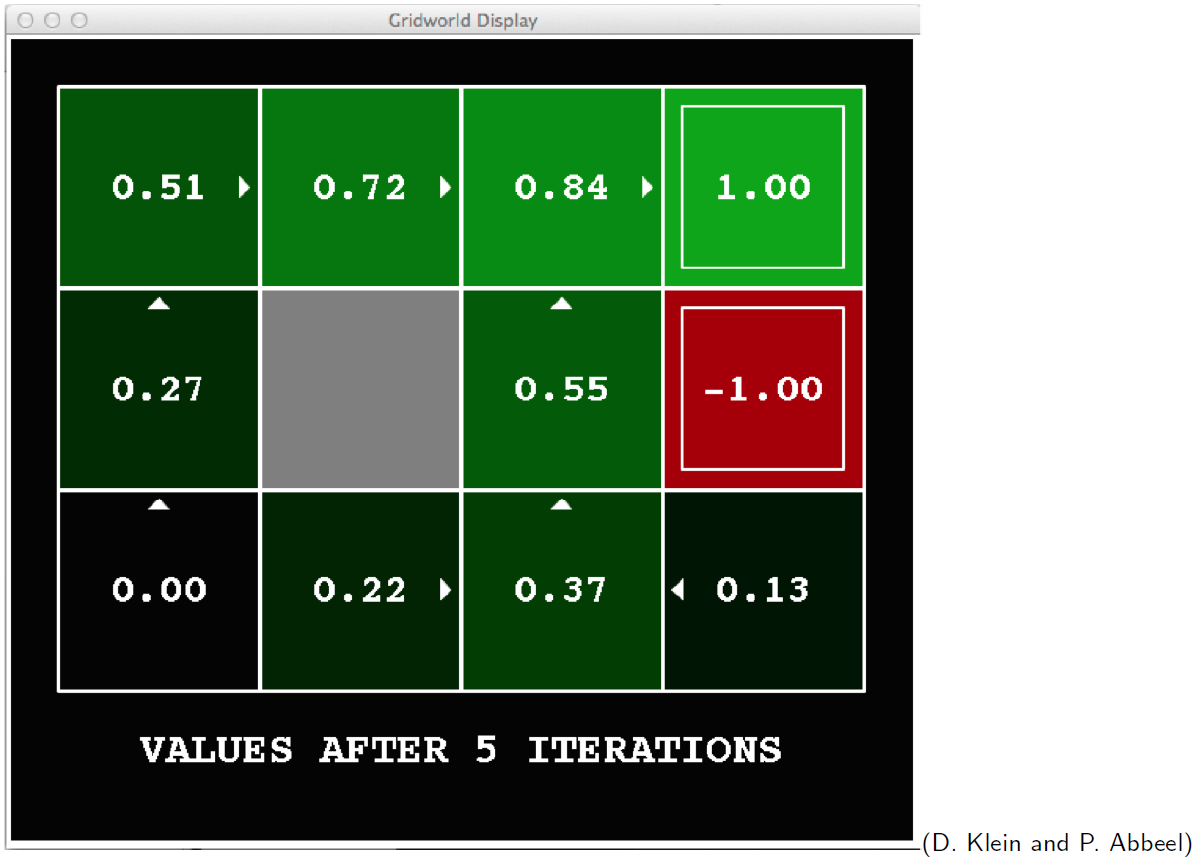 Gridworld Display
0.51 0.72 0.84 1.00
0.27 0.55 -1.00
0.00 0.22 0.37 0.13
VALUES AFTER 5 ITERATIONS
(D. Klein and P. Abbeel)